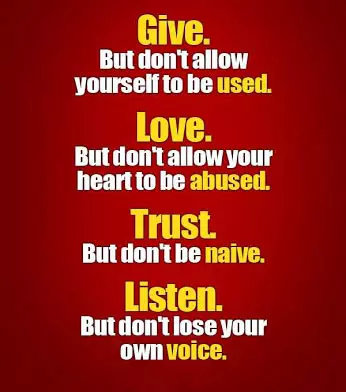 Give.
But don't allow
yourself to be used.
Love.
But don't allow your
heart to be abused.
Trust.
But don't be naive.
Listen.
But don't lose your
own voice.